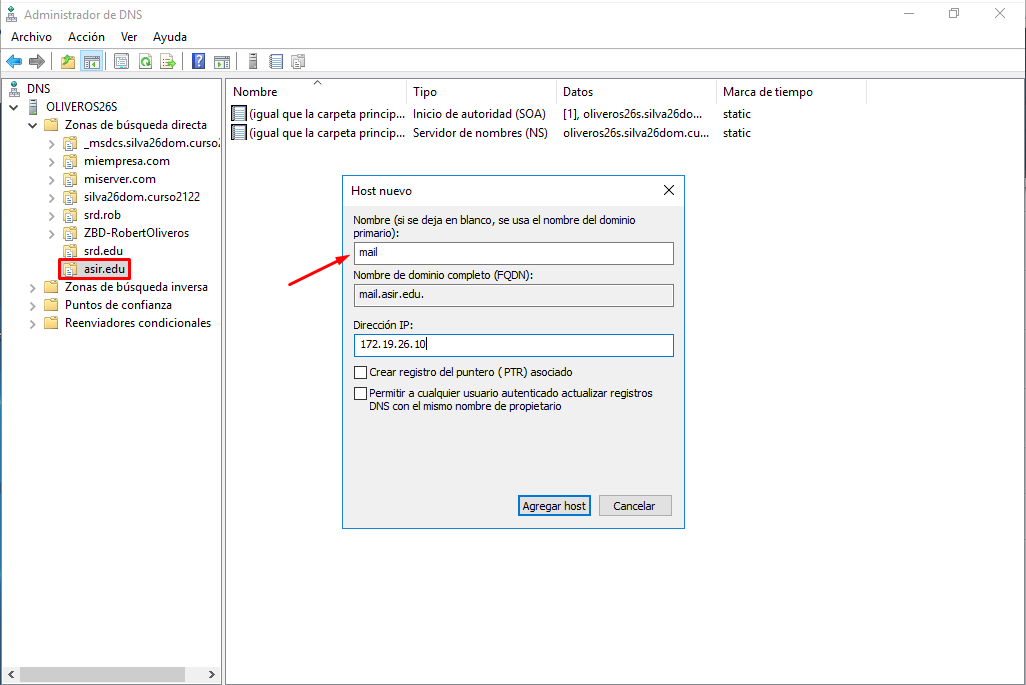 Administrador de DNS
Archivo Acción Ver Ayuda
DNS
OLIVEROS26S
Zonas de búsqueda directa
_msdcs.silva26dom.curso2
miempresa.com
miserver.com
silva26dom.curso2122
srd.rob
ZBD-RobertOliveros
srd.edu
asir.edu
Zonas de búsqueda inversa
Puntos de confianza
Reenviadores condicionales
Nombre Tipo Datos Marca de tiempo
(igual que la carpeta princip... Inicio de autoridad (SOA) [1], oliveros26s.silva26do... static
(igual que la carpeta princip... Servidor de nombres (NS) oliveros26s.silva26dom.cu... static
Host nuevo
Nombre (si se deja en blanco, se usa el nombre del dominio
primario):
mail
Nombre de dominio completo (FQDN):
mail.asir.edu.
Dirección IP:
172.19.26.10
Crear registro del puntero (PTR) asociado
Permitir a cualquier usuario autenticado actualizar registros
DNS con el mismo nombre de propietario
Agregar host Cancelar